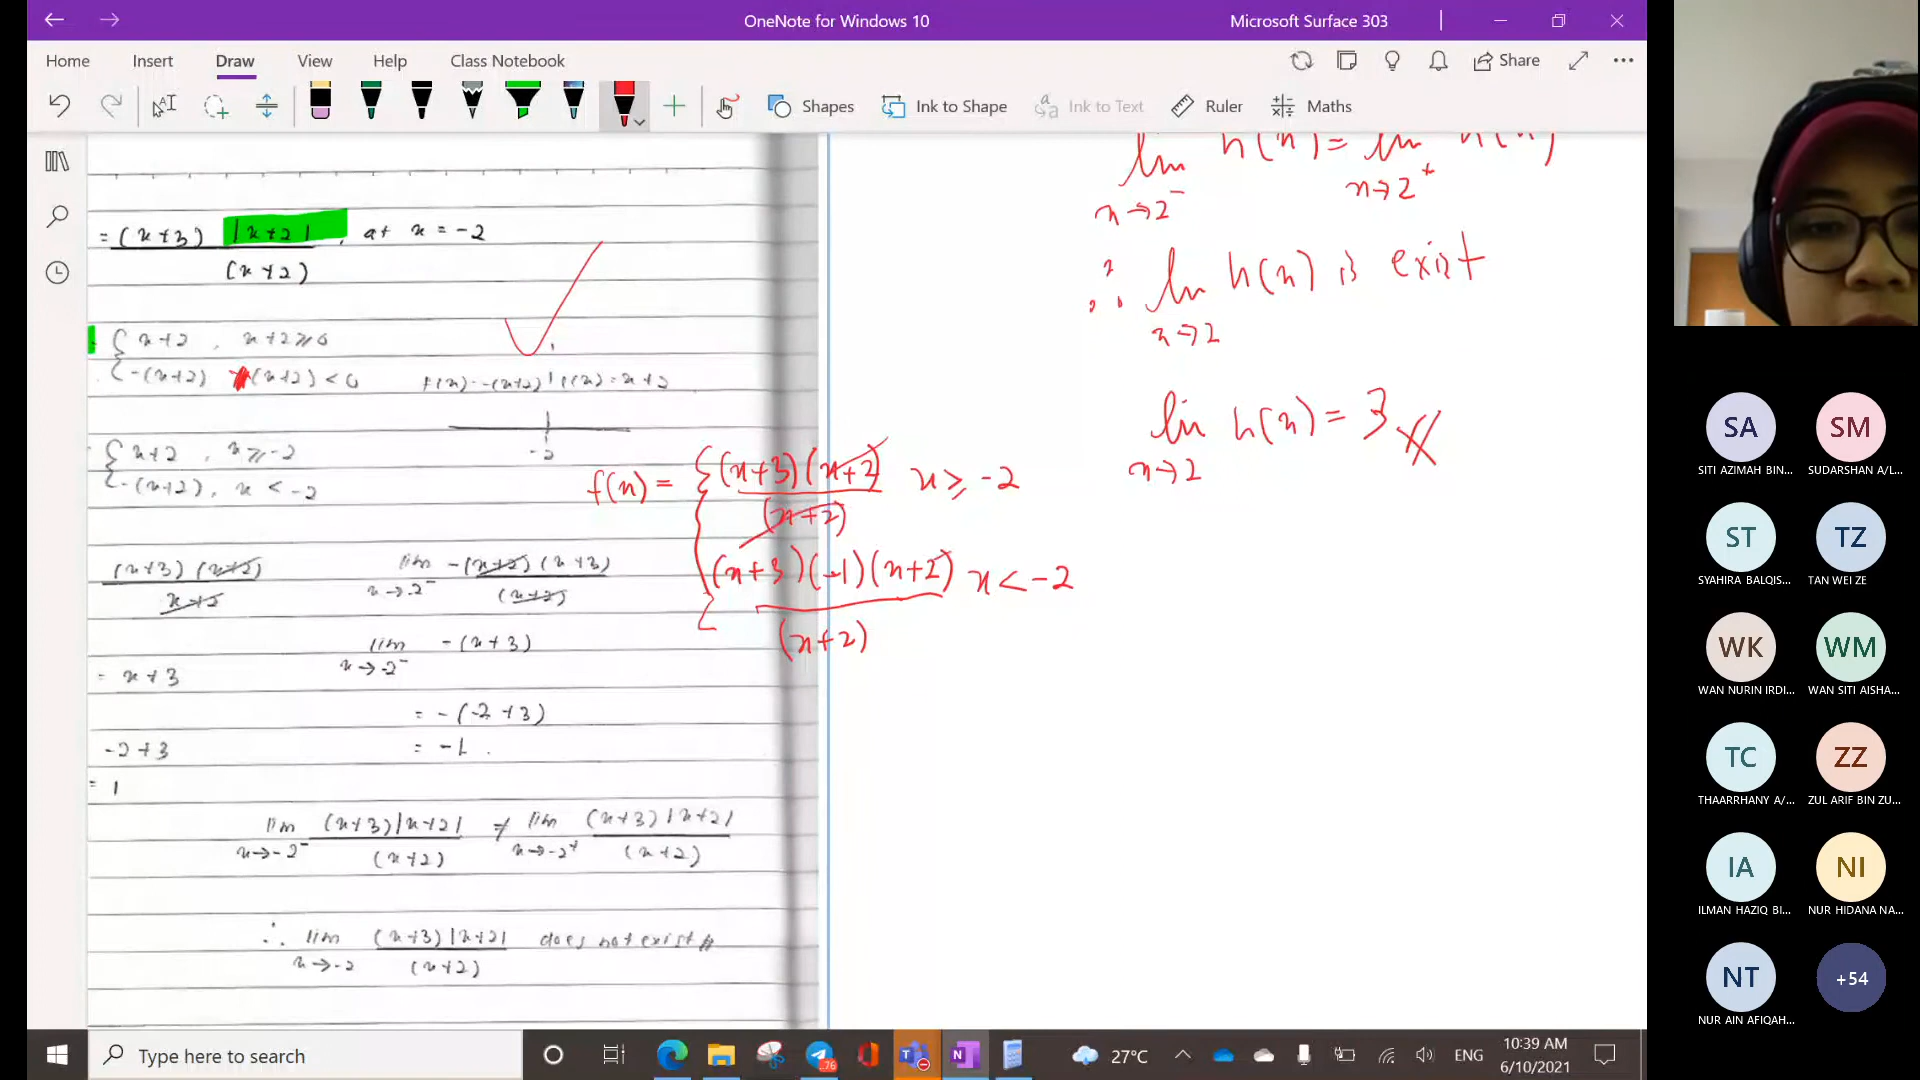 OneNote for Windows 10
Microsoft Surface 303
Home Insert Draw View Help Class Notebook
Share
Shapes Ink to Shape Ink to Text Ruler Maths
= (x+3) |x+2| , at x = -2
(x+2)
{ x+2 , x+2 ≥ 0
{ -(x+2) (x+2) < 0
f(x) = -(x+2) f(x) = x+2
-2
{ x+2 , x ≥ -2
{ -(x+2), x < -2
(x+3)(x+2)
x+2
= x+3
-2+3
= 1
lim -(x+2)(x+3)
x→-2⁻ (x+2)
lim -(x+3)
x→-2⁻
= -(-2+3)
= -1.
lim (x+3)|x+2| ≠ lim (x+3)|x+2|
x→-2⁻ (x+2) x→-2⁺ (x+2)
∴ lim (x+3)|x+2| does not exist
x→-2 (x+2)
f(x) = { (x+3)(x+2) x ≥ -2
(x+2)
(x+3)(-1)(x+2) x < -2
(x+2)
lim h(x) = lim h(x)
x→2⁻ x→2⁺
∴ lim h(x) is exist
x→2
lim h(x) = 3
x→2
SA SM
SITI AZIMAH BIN... SUDARSHAN A/L...
ST TZ
SYAHIRA BALQIS... TAN WEI ZE
WK WM
WAN NURIN IRDI... WAN SITI AISHA...
TC ZZ
THAARRHANY A/... ZUL ARIF BIN ZU...
IA NI
ILMAN HAZIQ BI... NUR HIDANA NA...
NT +54
NUR AIN AFIQAH...
Type here to search
76
27°C
ENG
10:39 AM
6/10/2021